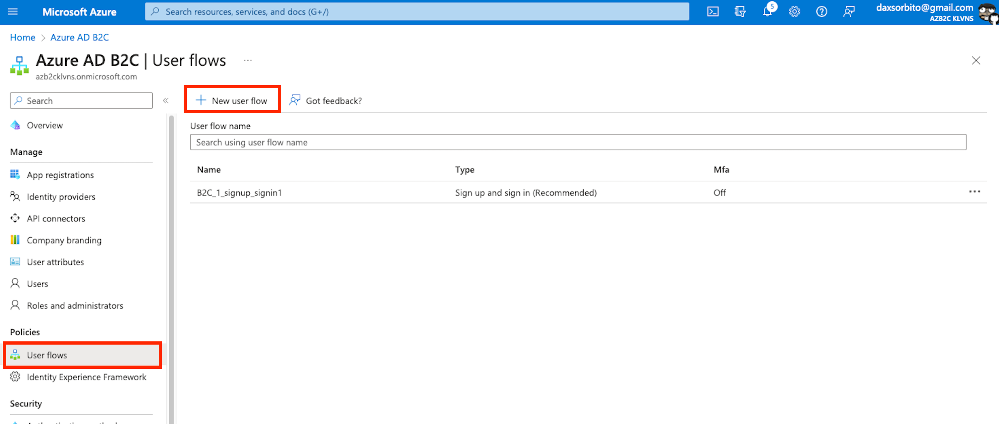 Microsoft Azure
Search resources, services, and docs (G+/)
5
daxsorbito@gmail.com
AZB2C KLVNS
Home > Azure AD B2C
Azure AD B2C | User flows ...
azb2cklvns.onmicrosoft.com
Search «
+ New user flow
Got feedback?
Overview
Manage
App registrations
Identity providers
API connectors
Company branding
User attributes
Users
Roles and administrators
Policies
User flows
Identity Experience Framework
Security
User flow name
Search using user flow name
Name Type Mfa
B2C_1_signup_signin1 Sign up and sign in (Recommended) Off ...